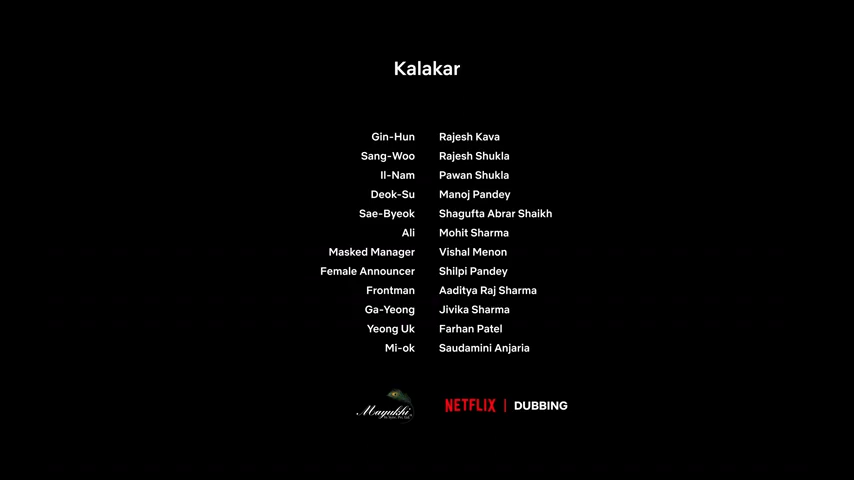 Kalakar
Gin-Hun Rajesh Kava
Sang-Woo Rajesh Shukla
Il-Nam Pawan Shukla
Deok-Su Manoj Pandey
Sae-Byeok Shagufta Abrar Shaikh
Ali Mohit Sharma
Masked Manager Vishal Menon
Female Announcer Shilpi Pandey
Frontman Aaditya Raj Sharma
Ga-Yeong Jivika Sharma
Yeong Uk Farhan Patel
Mi-ok Saudamini Anjaria
Mayukhi NETFLIX | DUBBING